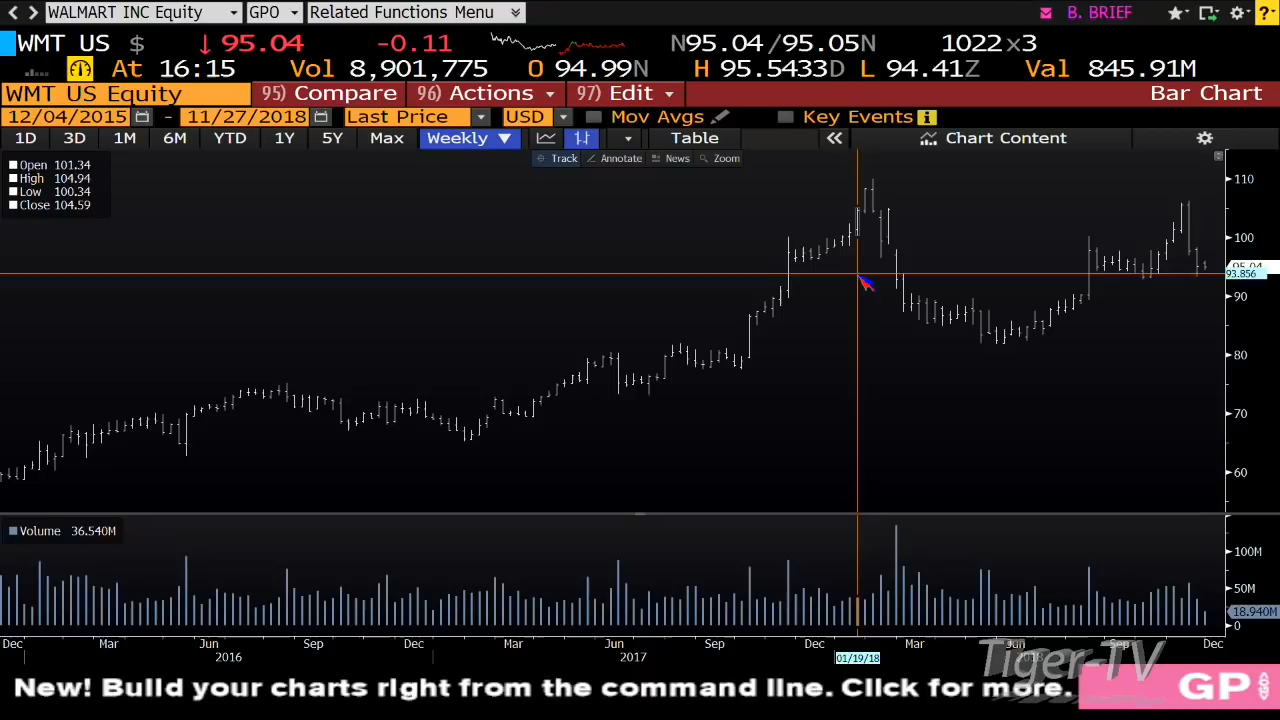 WALMART INC Equity GPO Related Functions Menu B. BRIEF ?
WMT US $ ↓ 95.04 -0.11 N95.04/95.05N 1022x3
At 16:15 Vol 8,901,775 O 94.99N H 95.5433D L 94.41Z Val 845.91M
WMT US Equity 95) Compare 96) Actions 97) Edit Bar Chart
12/04/2015 - 11/27/2018 Last Price USD Mov Avgs Key Events i
1D 3D 1M 6M YTD 1Y 5Y Max Weekly ▼ Table « Chart Content
Track Annotate News Zoom
Open 101.34
High 104.94
Low 100.34
Close 104.59
110
100
95.04
93.856
90
80
70
60
Volume 36.540M
100M
50M
18.940M
0
Dec Mar Jun Sep Dec Mar Jun Sep Dec Mar Jun Sep Dec
2016 2017 01/19/18 2018
Tiger-TV
New! Build your charts right from the command line. Click for more. GP